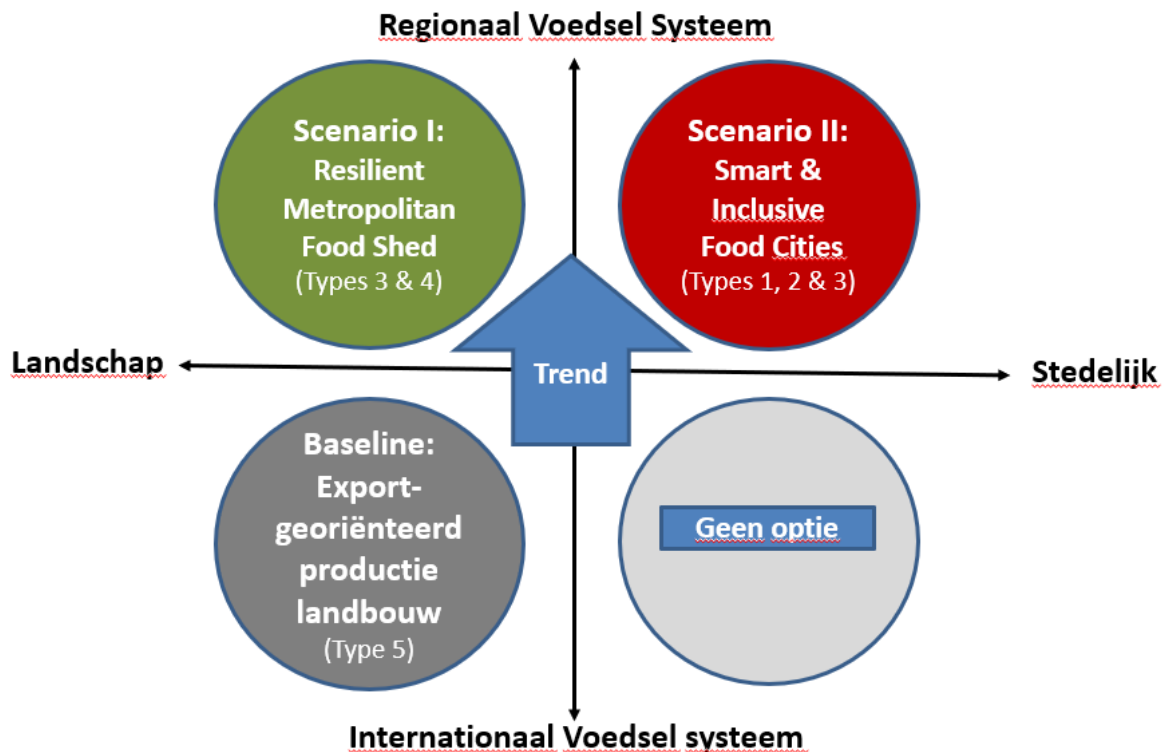 Regionaal Voedsel Systeem
Scenario I:
Resilient
Metropolitan
Food Shed
(Types 3 & 4)
Scenario II:
Smart &
Inclusive
Food Cities
(Types 1, 2 & 3)
Landschap
Trend
Stedelijk
Baseline:
Export-
georiënteerd
productie
landbouw
(Type 5)
Geen optie
Internationaal Voedsel systeem